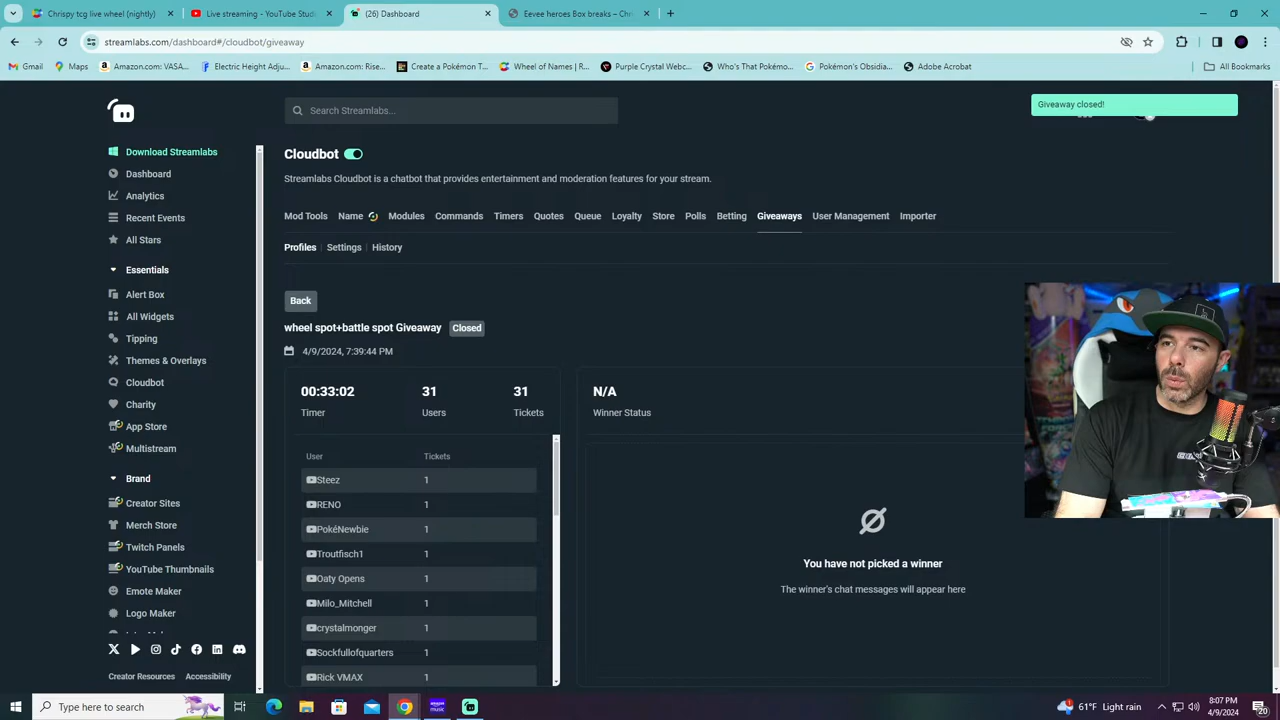 Chrispy tcg live wheel (nightly)
Live streaming - YouTube Studi
(26) Dashboard
Eevee heroes Box breaks – Chri
streamlabs.com/dashboard#/cloudbot/giveaway
Gmail
Maps
Amazon.com: VASA...
Electric Height Adju...
Amazon.com: Rise...
Create a Pokémon T...
Wheel of Names | R...
Purple Crystal Webc...
Who's That Pokémo...
Pokémon's Obsidia...
Adobe Acrobat
All Bookmarks
Search Streamlabs...
Giveaway closed!
Download Streamlabs
Dashboard
Analytics
Recent Events
All Stars
Essentials
Alert Box
All Widgets
Tipping
Themes & Overlays
Cloudbot
Charity
App Store
Multistream
Brand
Creator Sites
Merch Store
Twitch Panels
YouTube Thumbnails
Emote Maker
Logo Maker
Creator Resources
Accessibility
Cloudbot
Streamlabs Cloudbot is a chatbot that provides entertainment and moderation features for your stream.
Mod Tools
Name
Modules
Commands
Timers
Quotes
Queue
Loyalty
Store
Polls
Betting
Giveaways
User Management
Importer
Profiles
Settings
History
Back
wheel spot+battle spot Giveaway Closed
4/9/2024, 7:39:44 PM
00:33:02
31
31
Timer
Users
Tickets
User
Tickets
Steez 1
RENO 1
PokéNewbie 1
Troutfisch1 1
Oaty Opens 1
Milo_Mitchell 1
crystalmonger 1
Sockfullofquarters 1
Rick VMAX 1
N/A
Winner Status
You have not picked a winner
The winner's chat messages will appear here
Type here to search
amazon music
61°F Light rain
8:07 PM
4/9/2024
20